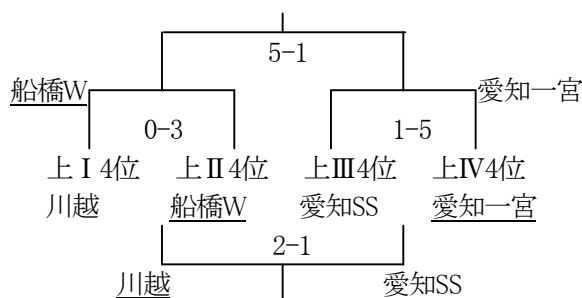 5-1
船橋W 愛知一宮
0-3 1-5
上Ⅰ4位 上Ⅱ4位 上Ⅲ4位 上Ⅳ4位
川越 船橋W 愛知SS 愛知一宮
2-1
川越 愛知SS